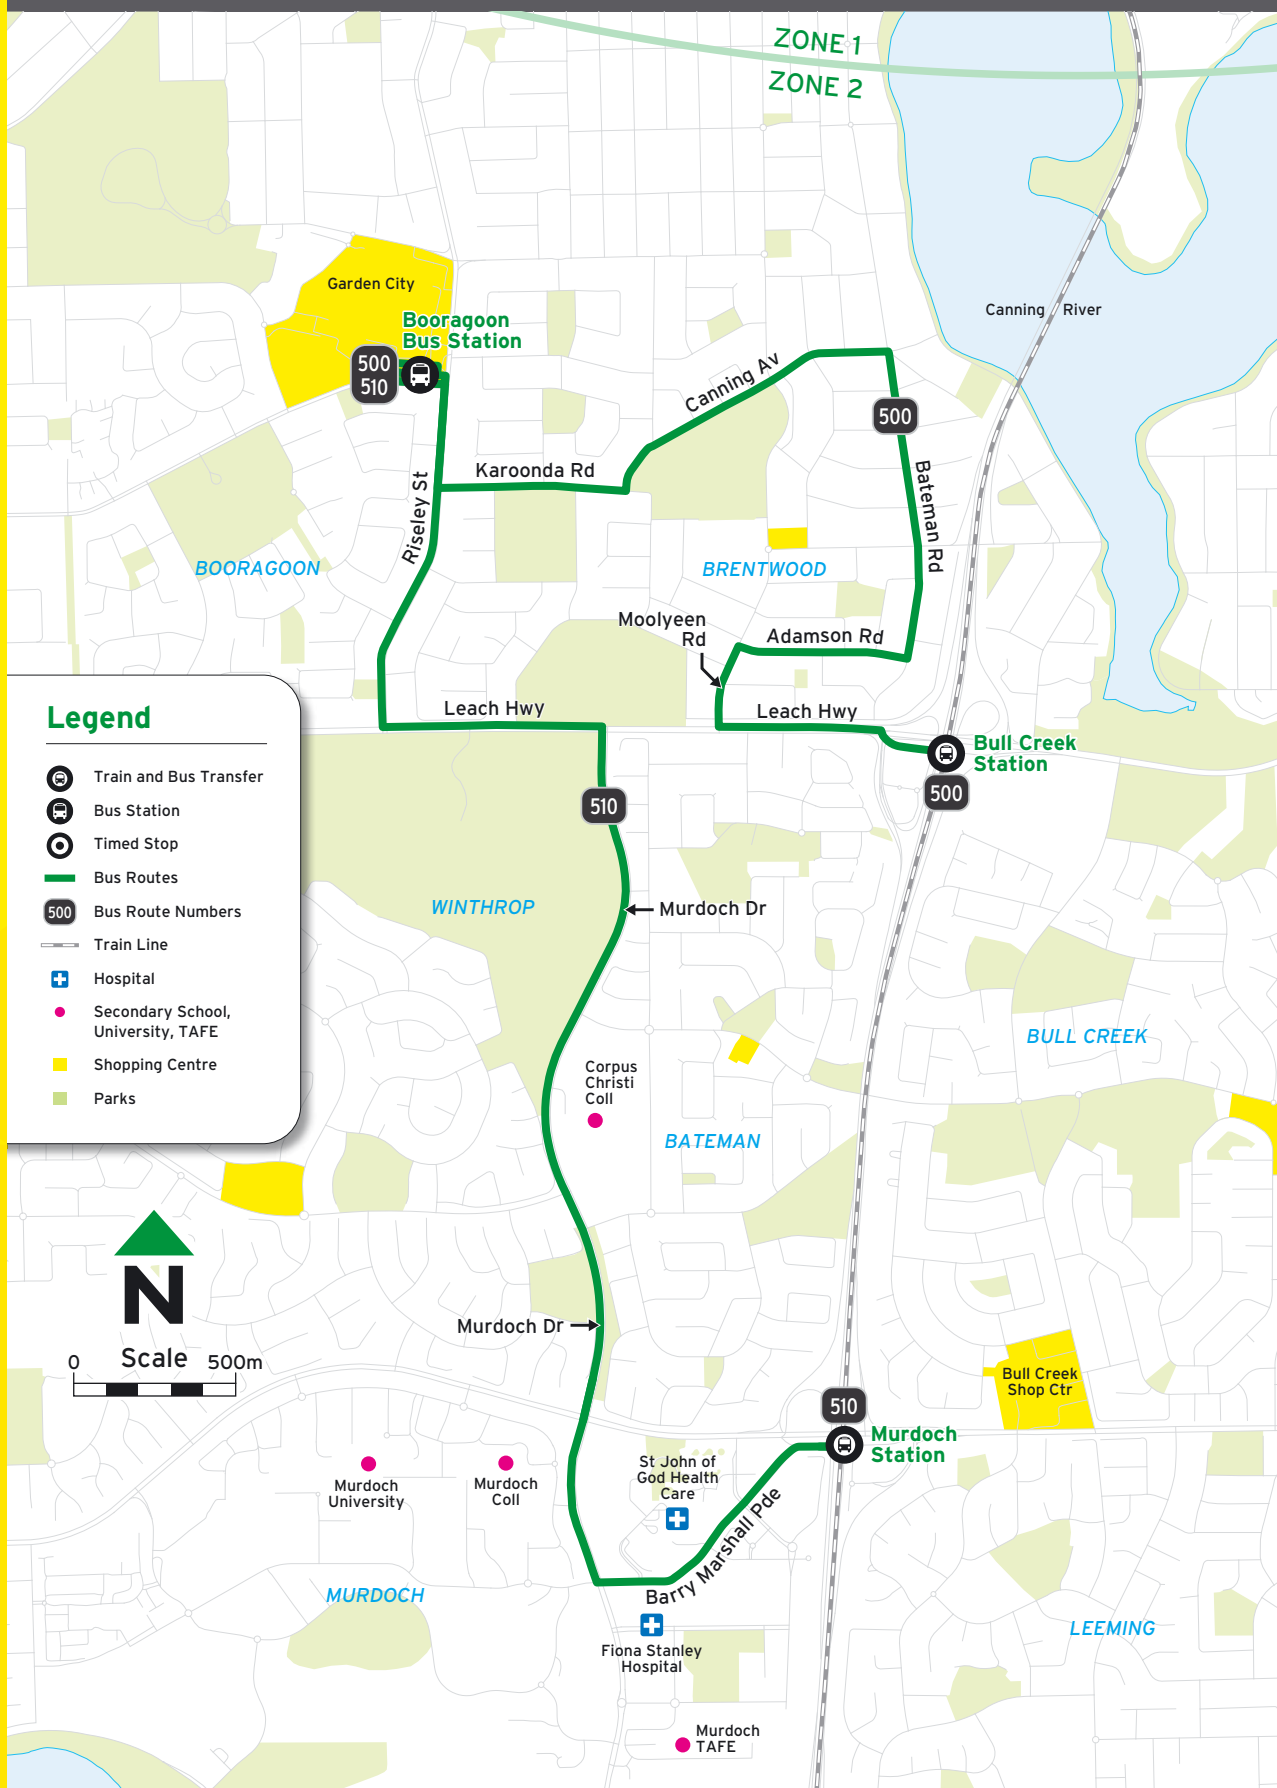 ZONE 1
ZONE 2
Canning River
Garden City
Booragoon
Bus Station
500
510
Canning Av
500
Karoonda Rd
Riseley St
Bateman Rd
BOORAGOON
BRENTWOOD
Moolyeen
Rd
Adamson Rd
Leach Hwy
Leach Hwy
Bull Creek
Station
500
510
Legend
Train and Bus Transfer
Bus Station
Timed Stop
Bus Routes
500
Bus Route Numbers
Train Line
Hospital
Secondary School,
University, TAFE
Shopping Centre
Parks
WINTHROP
Murdoch Dr
BULL CREEK
Corpus
Christi
Coll
BATEMAN
N
Scale
0
500m
Murdoch Dr
Bull Creek
Shop Ctr
510
Murdoch
Station
Murdoch
University
Murdoch
Coll
St John of
God Health
Care
Barry Marshall Pde
MURDOCH
LEEMING
Fiona Stanley
Hospital
Murdoch
TAFE